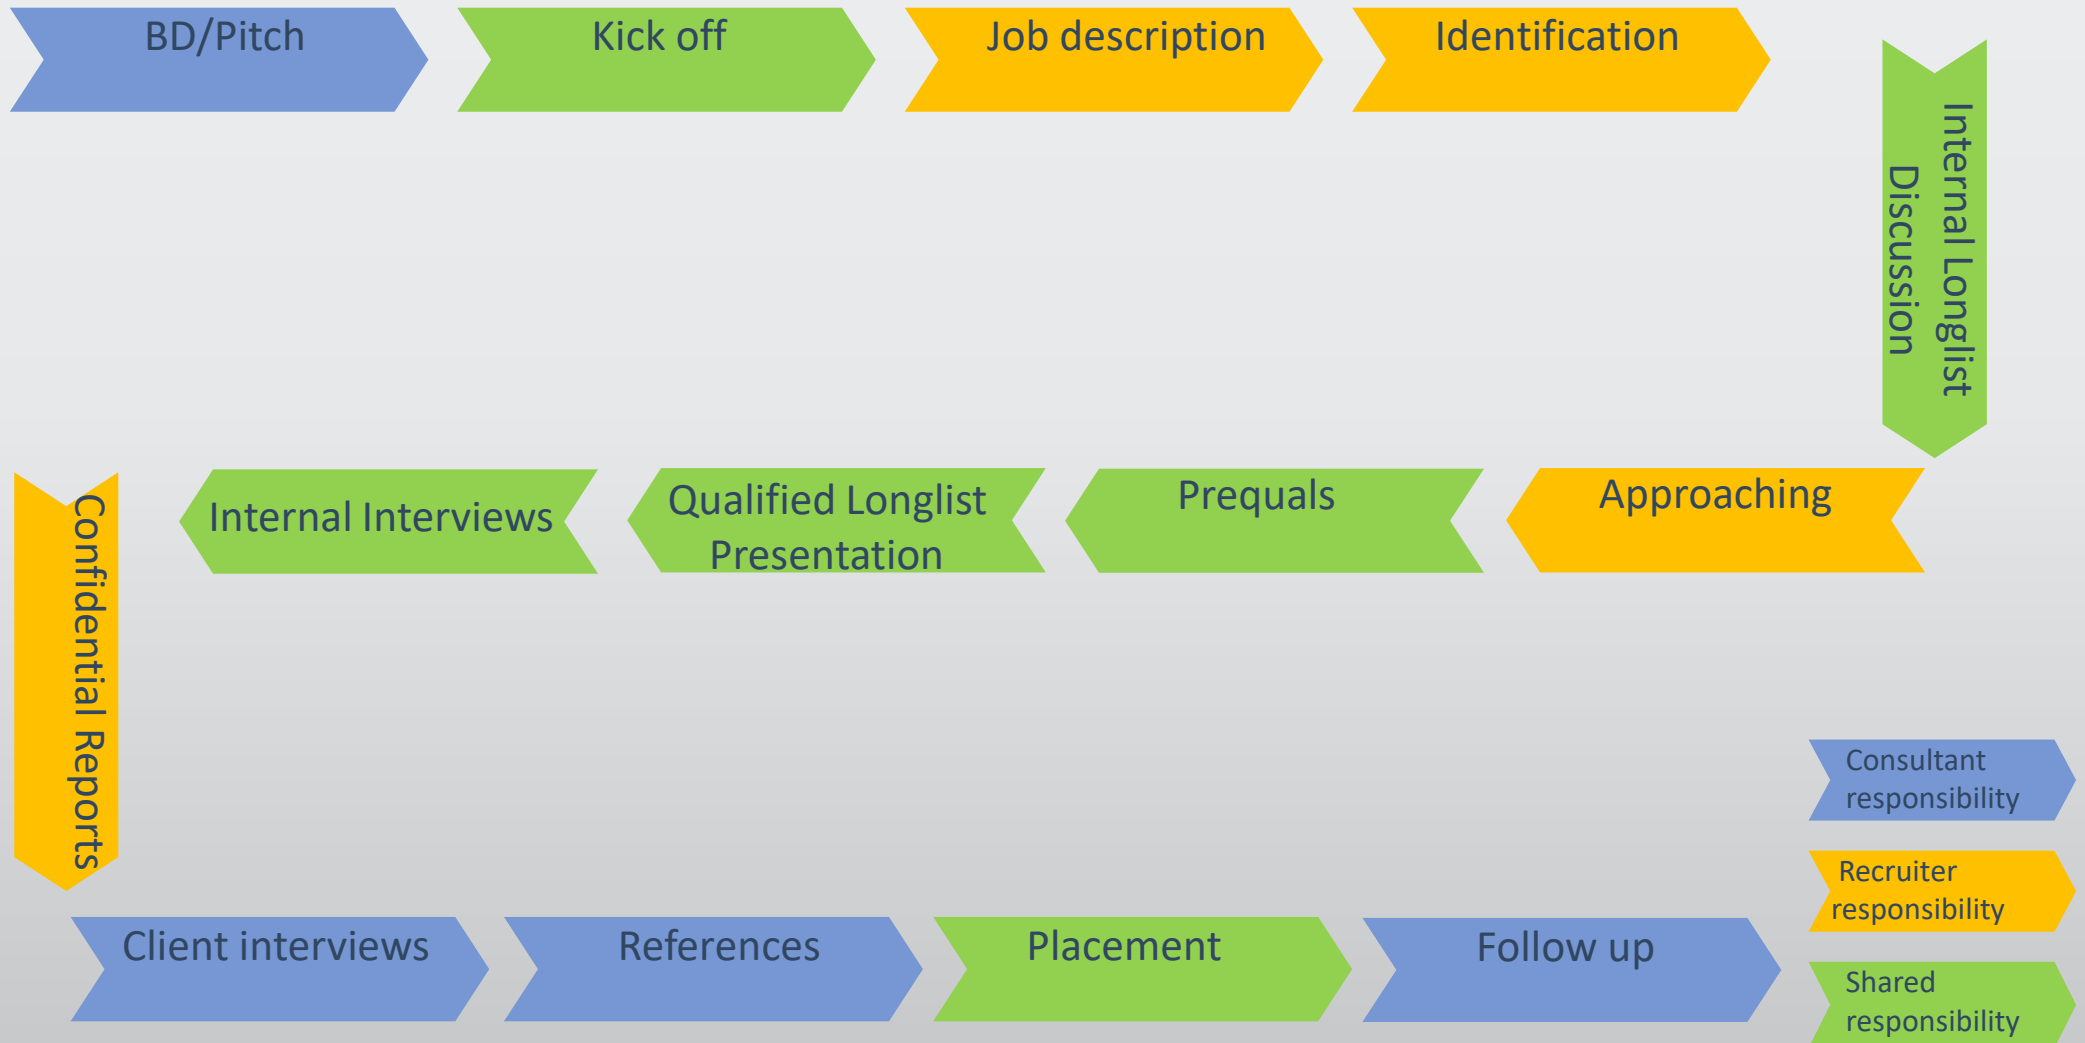 BD/Pitch
Kick off
Job description
Identification
Internal Longlist
Discussion
Approaching
Prequals
Qualified Longlist
Presentation
Internal Interviews
Confidential Reports
Client interviews
References
Placement
Follow up
Consultant
responsibility
Recruiter
responsibility
Shared
responsibility